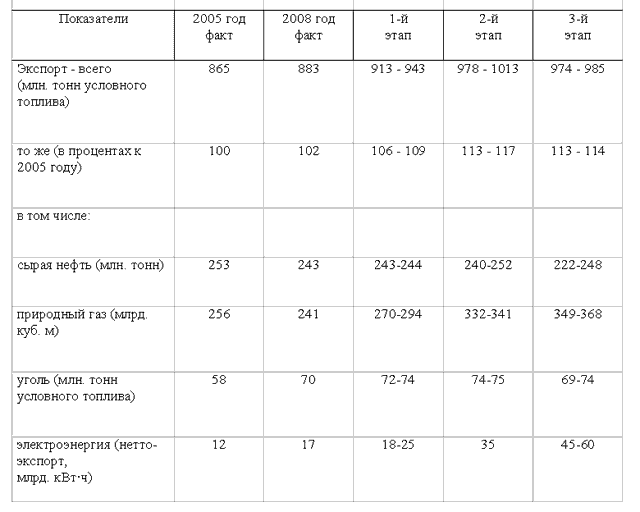 Показатели 2005 год факт 2008 год факт 1-й этап 2-й этап 3-й этап
Экспорт - всего (млн. тонн условного топлива) 865 883 913 - 943 978 - 1013 974 - 985
то же (в процентах к 2005 году) 100 102 106 - 109 113 - 117 113 - 114
в том числе:
сырая нефть (млн. тонн) 253 243 243-244 240-252 222-248
природный газ (млрд. куб. м) 256 241 270-294 332-341 349-368
уголь (млн. тонн условного топлива) 58 70 72-74 74-75 69-74
электроэнергия (нетто-экспорт, млрд. кВт·ч) 12 17 18-25 35 45-60